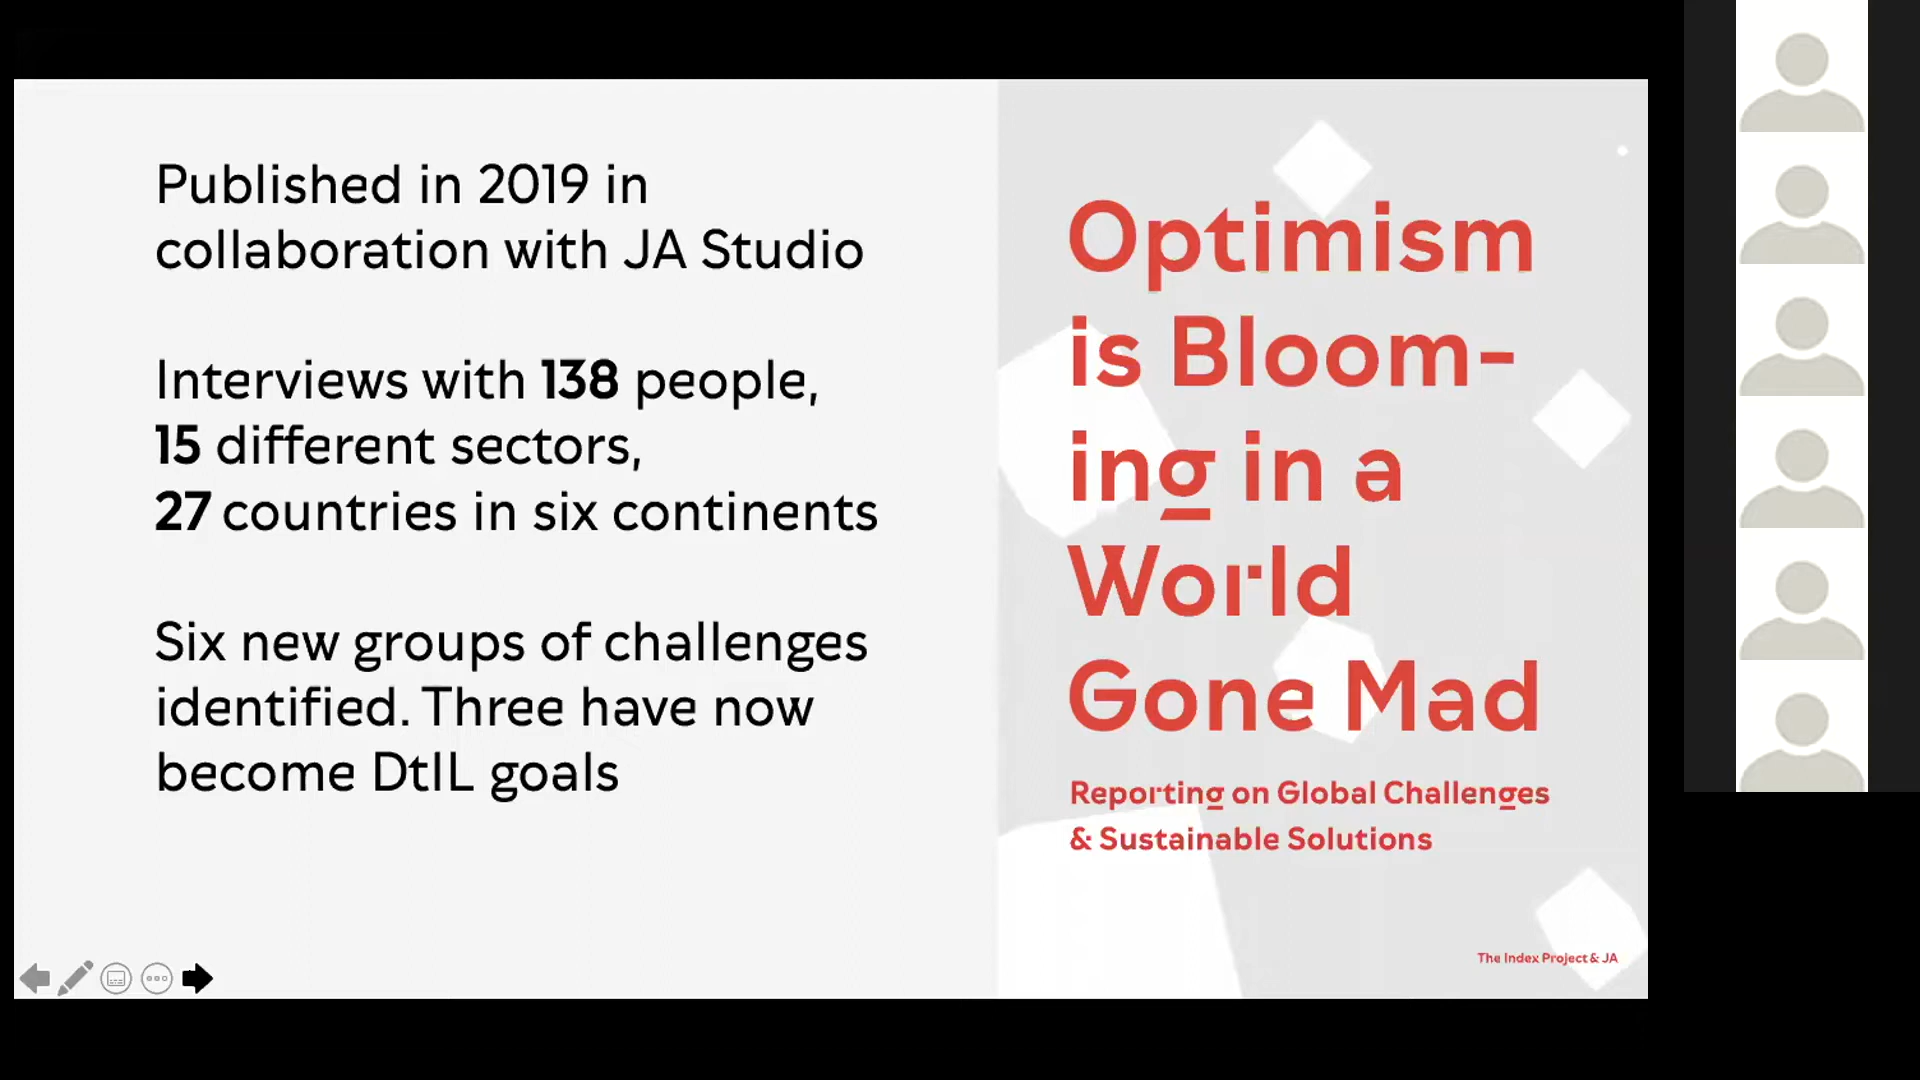 Published in 2019 in
collaboration with JA Studio
Interviews with 138 people,
15 different sectors,
27 countries in six continents
Six new groups of challenges
identified. Three have now
become DtIL goals
Optimism
is Bloom-
ing in a
World
Gone Mad
Reporting on Global Challenges
& Sustainable Solutions
The Index Project & JA